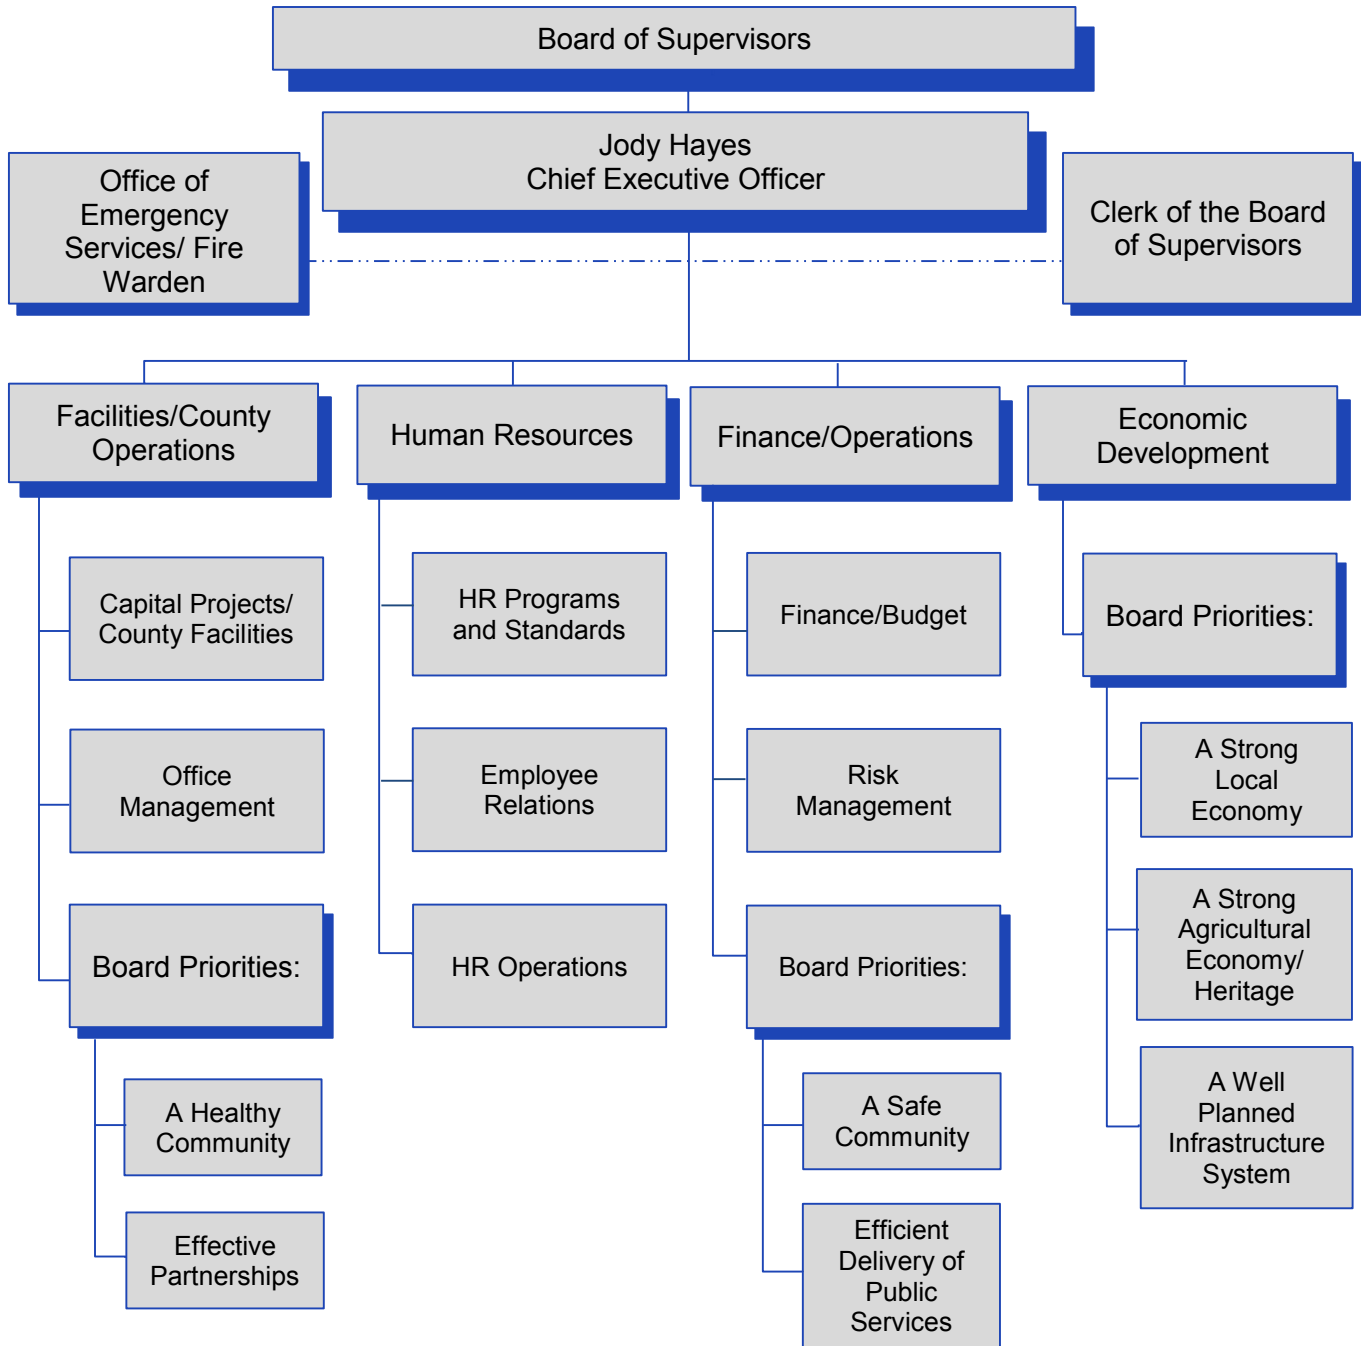 Board of Supervisors
Jody Hayes
Chief Executive Officer
Office of
Emergency
Services/ Fire
Warden
Clerk of the Board
of Supervisors
Facilities/County
Operations
Human Resources
Finance/Operations
Economic
Development
Capital Projects/
County Facilities
Office
Management
Board Priorities:
A Healthy
Community
Effective
Partnerships
HR Programs
and Standards
Employee
Relations
HR Operations
Finance/Budget
Risk
Management
Board Priorities:
A Safe
Community
Efficient
Delivery of
Public
Services
Board Priorities:
A Strong
Local
Economy
A Strong
Agricultural
Economy/
Heritage
A Well
Planned
Infrastructure
System